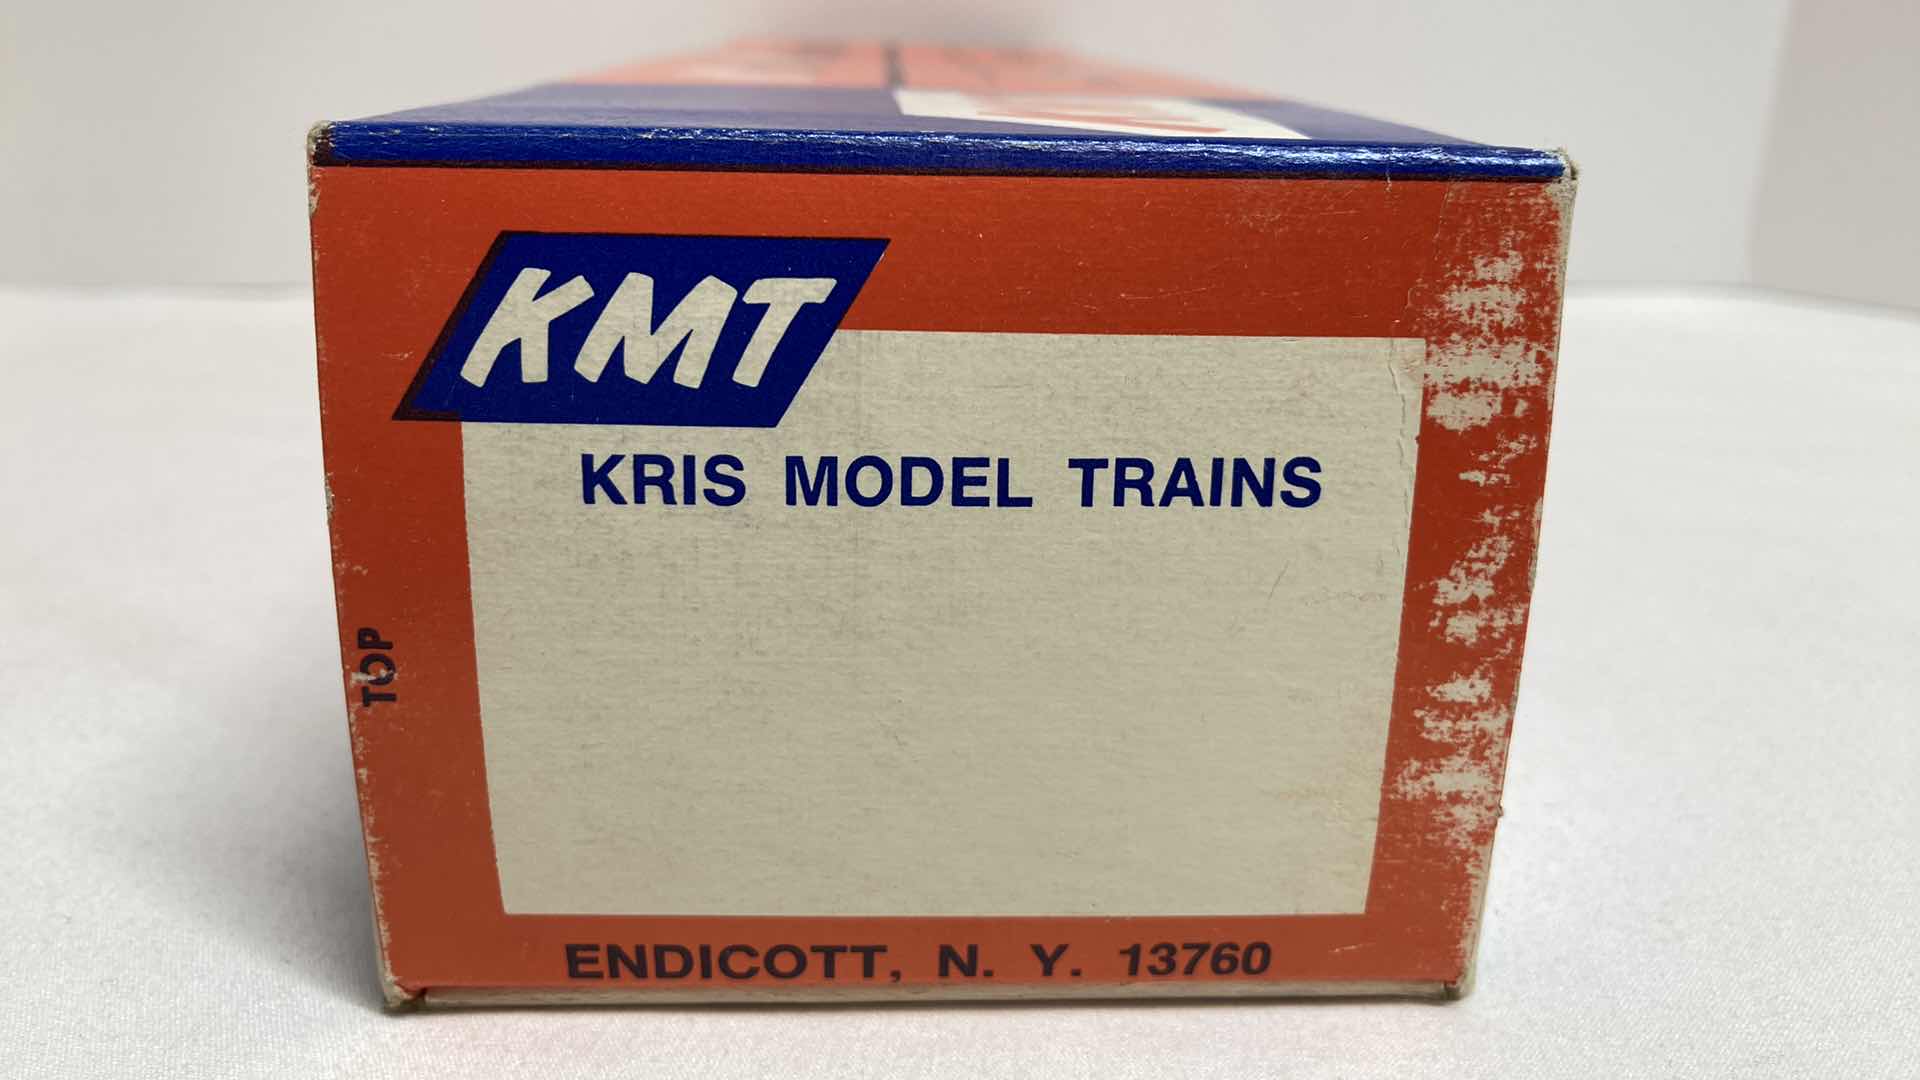 KMT
KRIS MODEL TRAINS
TOP
ENDICOTT, N. Y. 13760